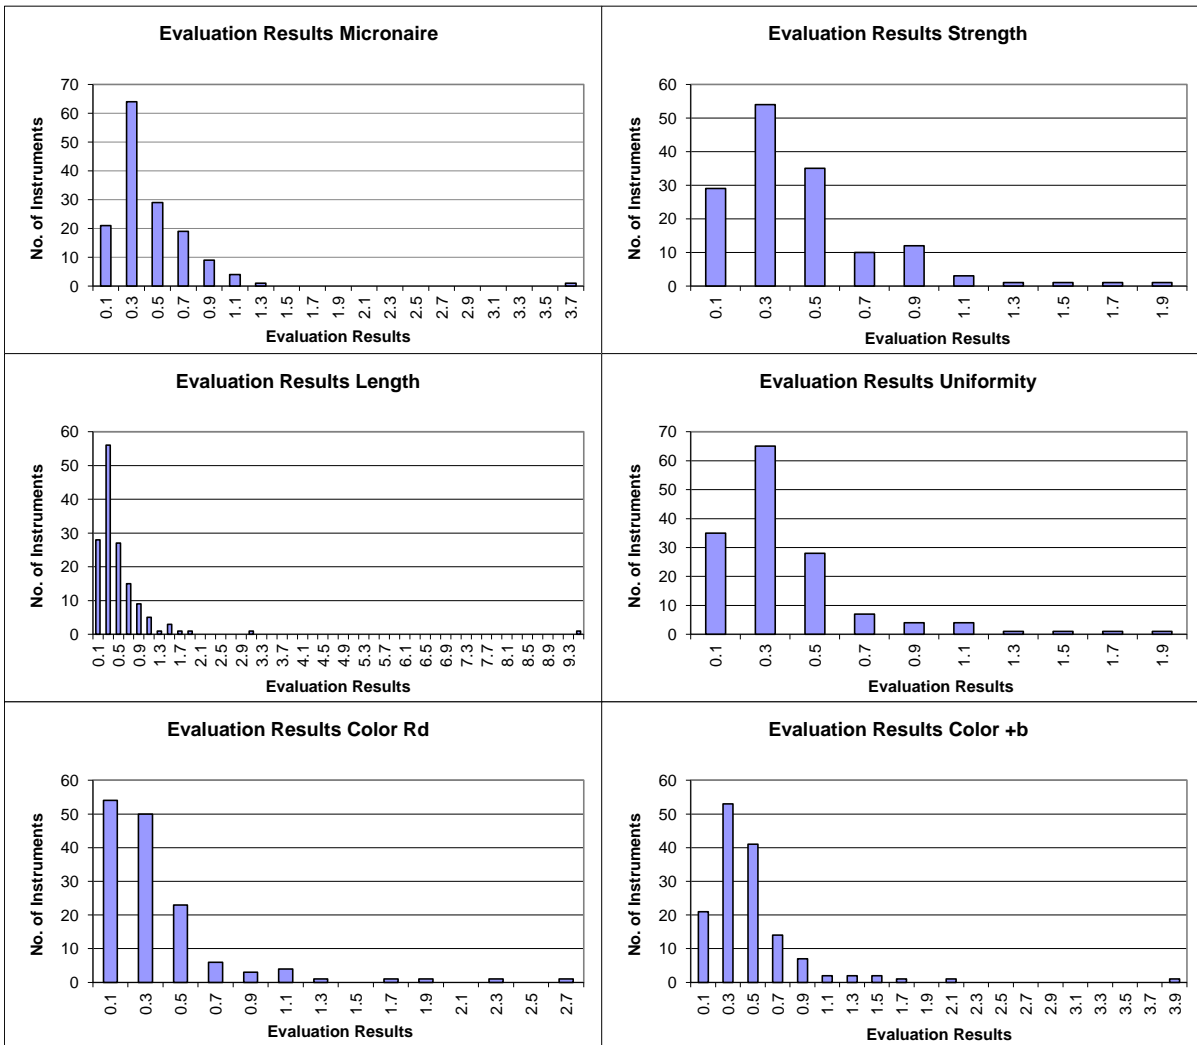 Evaluation Results Micronaire
No. of Instruments
70
60
50
40
30
20
10
0
0.1 0.3 0.5 0.7 0.9 1.1 1.3 1.5 1.7 1.9 2.1 2.3 2.5 2.7 2.9 3.1 3.3 3.5 3.7
Evaluation Results
Evaluation Results Strength
No. of Instruments
60
50
40
30
20
10
0
0.1 0.3 0.5 0.7 0.9 1.1 1.3 1.5 1.7 1.9
Evaluation Results
Evaluation Results Length
No. of Instruments
60
50
40
30
20
10
0
0.1 0.5 0.9 1.3 1.7 2.1 2.5 2.9 3.3 3.7 4.1 4.5 4.9 5.3 5.7 6.1 6.5 6.9 7.3 7.7 8.1 8.5 8.9 9.3
Evaluation Results
Evaluation Results Uniformity
No. of Instruments
70
60
50
40
30
20
10
0
0.1 0.3 0.5 0.7 0.9 1.1 1.3 1.5 1.7 1.9
Evaluation Results
Evaluation Results Color Rd
No. of Instruments
60
50
40
30
20
10
0
0.1 0.3 0.5 0.7 0.9 1.1 1.3 1.5 1.7 1.9 2.1 2.3 2.5 2.7
Evaluation Results
Evaluation Results Color +b
No. of Instruments
60
50
40
30
20
10
0
0.1 0.3 0.5 0.7 0.9 1.1 1.3 1.5 1.7 1.9 2.1 2.3 2.5 2.7 2.9 3.1 3.3 3.5 3.7 3.9
Evaluation Results